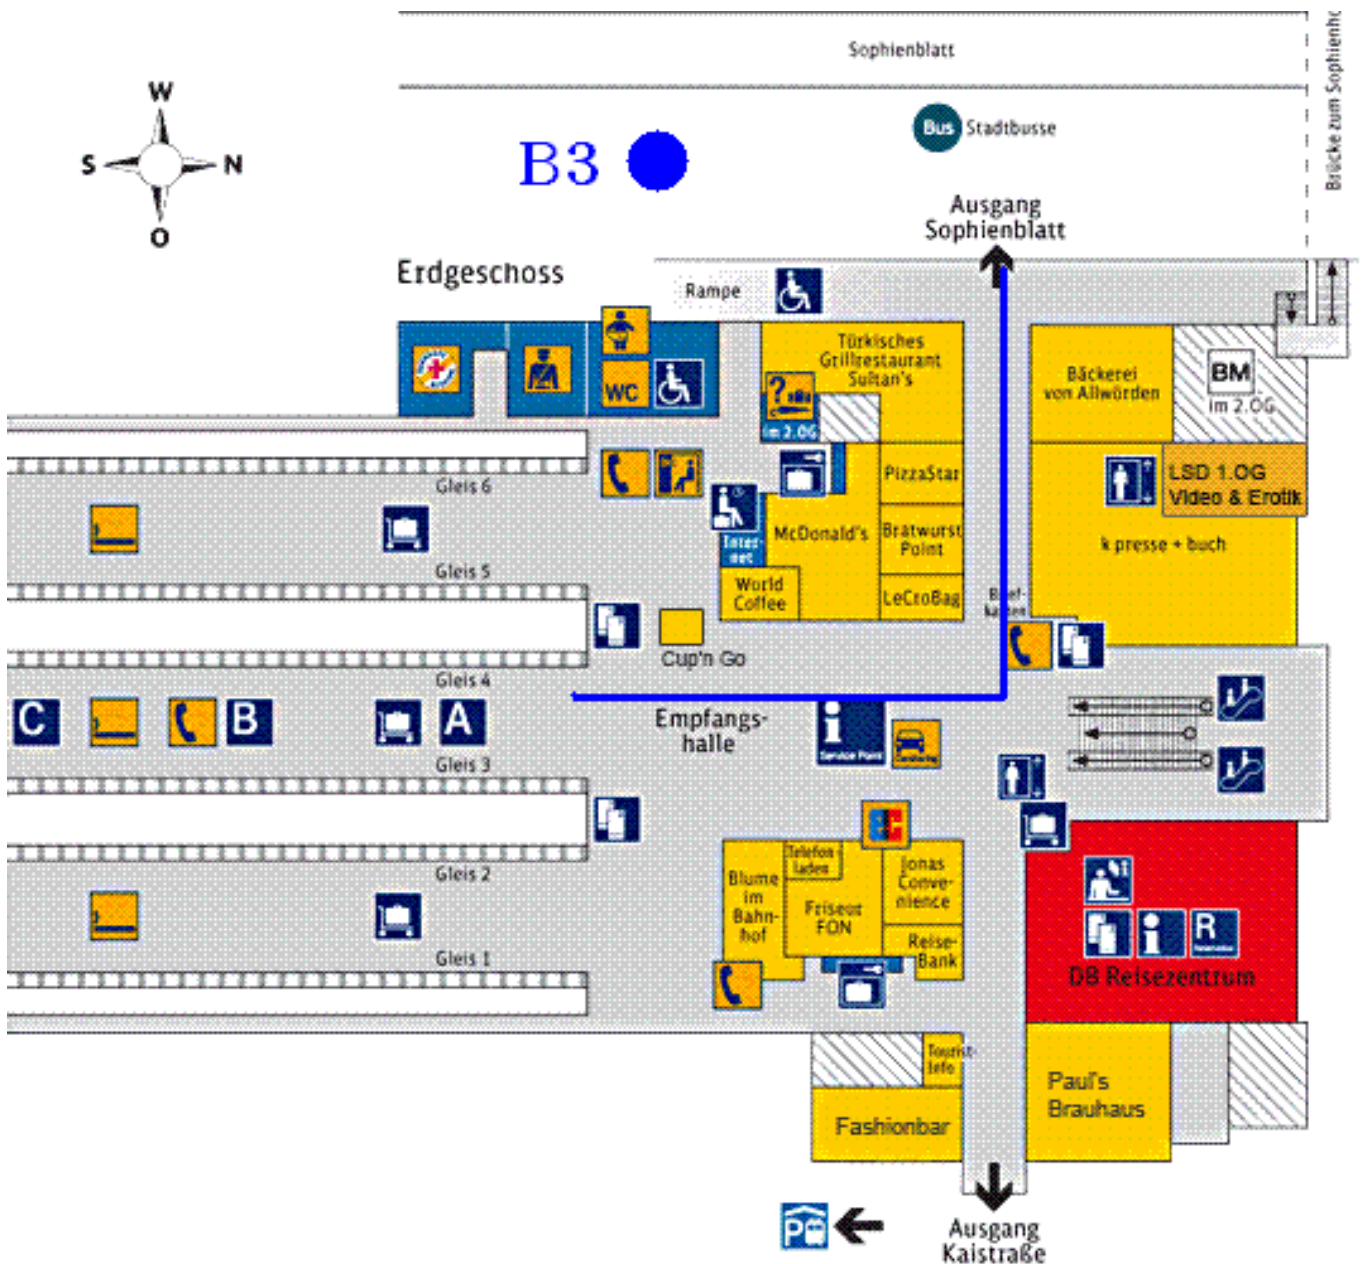 Sophienblatt
Brücke zum Sophienho
W
S
N
O
B3
Bus
Stadtbusse
Ausgang
Sophienblatt
Erdgeschoss
Rampe
Türkisches
Grillrestaurant
Sultan's
Bäckerei
von Allwörden
BM
im 2.OG
WC
?
im 2.OG
Gleis 6
PizzaStar
LSD 1.OG
Video & Erotik
McDonald's
Bratwurst
Point
k presse + buch
Inter-
net
Gleis 5
World
Coffee
LeCroBag
Cup'n Go
Gleis 4
C
B
A
Empfangs-
halle
i
Service Point
Gleis 3
Telefon-
laden
Blume
im
Bahn-
hof
Jonas
Conve-
nience
Gleis 2
Friseur
FON
Reise-
Bank
i
R
Gleis 1
DB Reisezentrum
Tourist-
Info
Paul's
Brauhaus
Fashionbar
P
Ausgang
Kaistraße